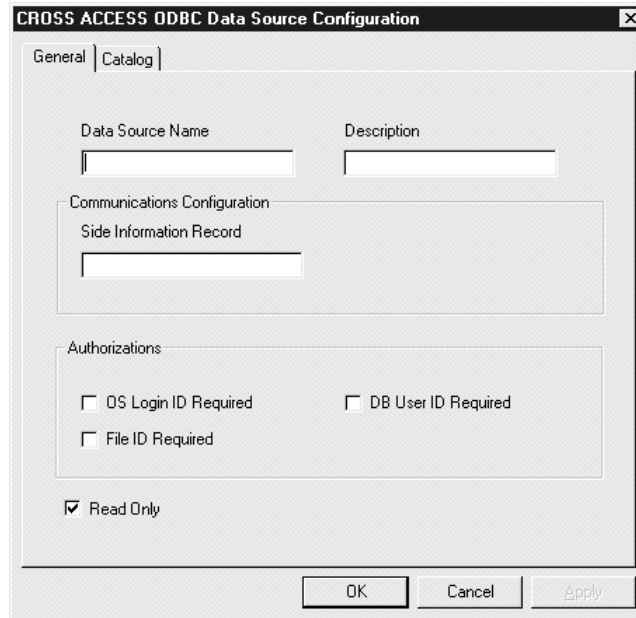 CROSS ACCESS ODBC Data Source Configuration
General
Catalog
Data Source Name
Description
Communications Configuration
Side Information Record
Authorizations
OS Login ID Required
DB User ID Required
File ID Required
Read Only
OK
Cancel
Apply